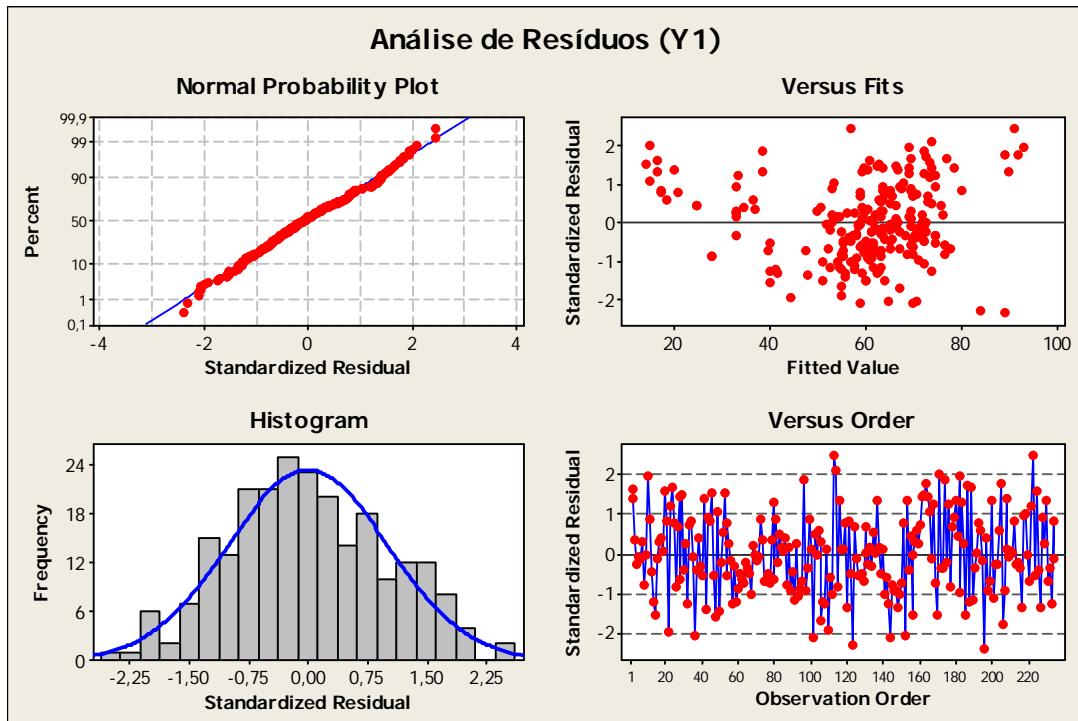 Análise de Resíduos (Y1)
Normal Probability Plot
99,9
99
90
50
10
1
0,1
Percent
-4 -2 0 2 4
Standardized Residual
Versus Fits
2
1
0
-1
-2
Standardized Residual
20 40 60 80 100
Fitted Value
Histogram
24
18
12
6
0
Frequency
-2,25 -1,50 -0,75 0,00 0,75 1,50 2,25
Standardized Residual
Versus Order
2
1
0
-1
-2
Standardized Residual
1 20 40 60 80 100 120 140 160 180 200 220
Observation Order